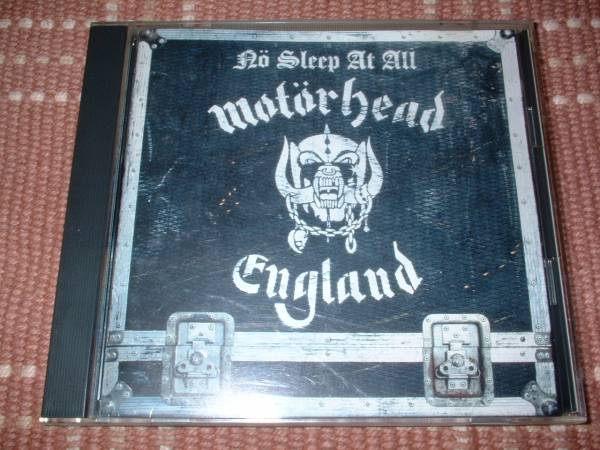 Nö Sleep At All
Motörhead
England